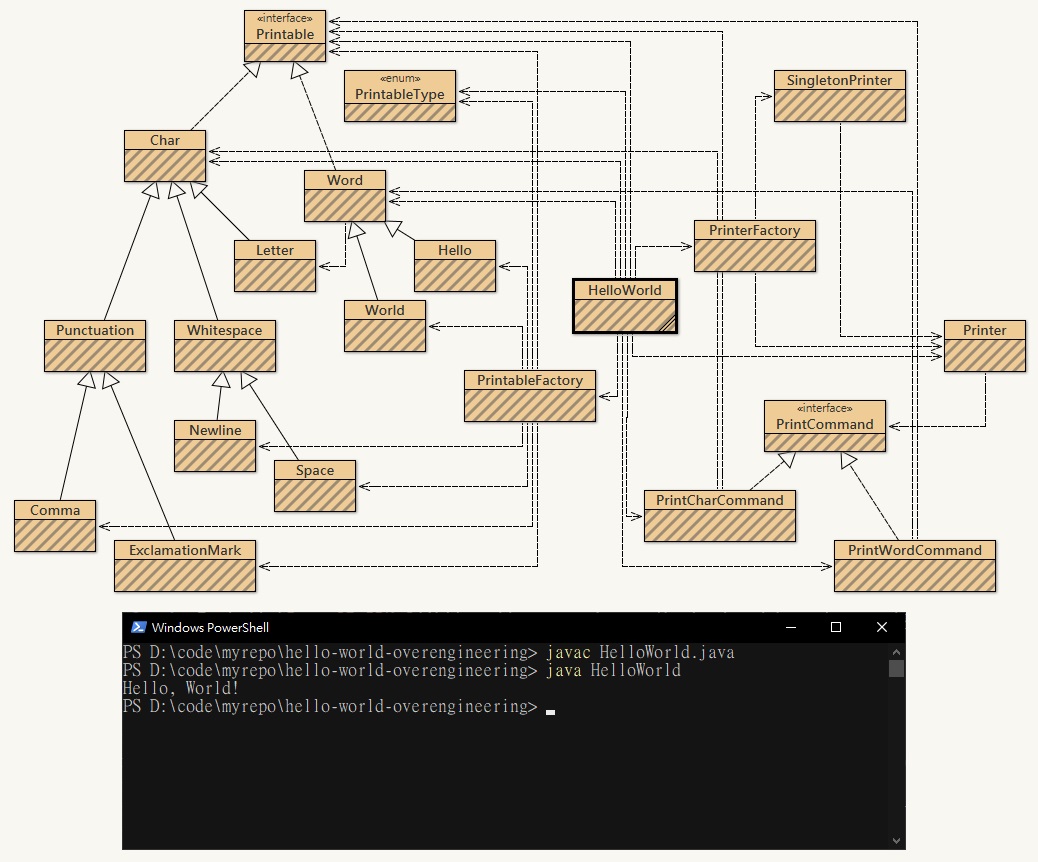 «interface»
Printable
«enum»
PrintableType
SingletonPrinter
Char
Word
PrinterFactory
Letter
Hello
HelloWorld
World
Punctuation
Whitespace
Printer
PrintableFactory
«interface»
PrintCommand
Newline
Space
PrintCharCommand
Comma
ExclamationMark
PrintWordCommand
Windows PowerShell
PS D:\code\myrepo\hello-world-overengineering> javac HelloWorld.java
PS D:\code\myrepo\hello-world-overengineering> java HelloWorld
Hello, World!
PS D:\code\myrepo\hello-world-overengineering>